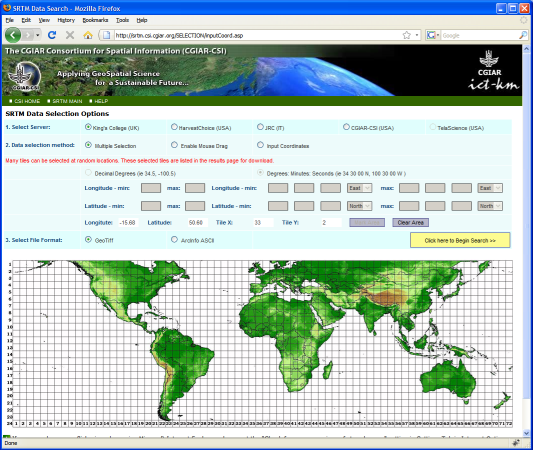 SRTM Data Search - Mozilla Firefox
File Edit View History Bookmarks Tools Help
http://srtm.csi.cgiar.org/SELECTION/inputCoord.asp
Google
The CGIAR Consortium for Spatial Information (CGIAR-CSI)
Applying GeoSpatial Science
for a Sustainable Future...
CGIAR-CSI
CGIAR
ict-km
CSI HOME SRTM MAIN HELP
SRTM Data Selection Options
1. Select Server: King's College (UK) HarvestChoice (USA) JRC (IT) CGIAR-CSI (USA) TelaScience (USA)
2. Data selection method: Multiple Selection Enable Mouse Drag Input Coordinates
Many tiles can be selected at random locations. These selected tiles are listed in the results page for download.
Decimal Degrees (ie 34.5, -100.5) Degrees: Minutes: Seconds (ie 34 30 00 N, 100 30 00 W )
Longitude - min: max: Longitude - min: East max: East
Latitude - min: max: Latitude - min: North max: North
Longitute: -15.68 Latitude: 50.68 Tile X: 33 Tile Y: 2 Clear Area
3. Select File Format: GeoTiff ArcInfo ASCII Click here to Begin Search >>
1
2
3
4
5
6
7
8
9
10
11
12
13
14
15
16
17
18
19
20
21
22
23
24 1 2 3 4 5 6 7 8 9 10 11 12 13 14 15 16 17 18 19 20 21 22 23 24 25 26 27 28 29 30 31 32 33 34 35 36 37 38 39 40 41 42 43 44 45 46 47 48 49 50 51 52 53 54 55 56 57 58 59 60 61 62 63 64 65 66 67 68 69 70 71 72
Done